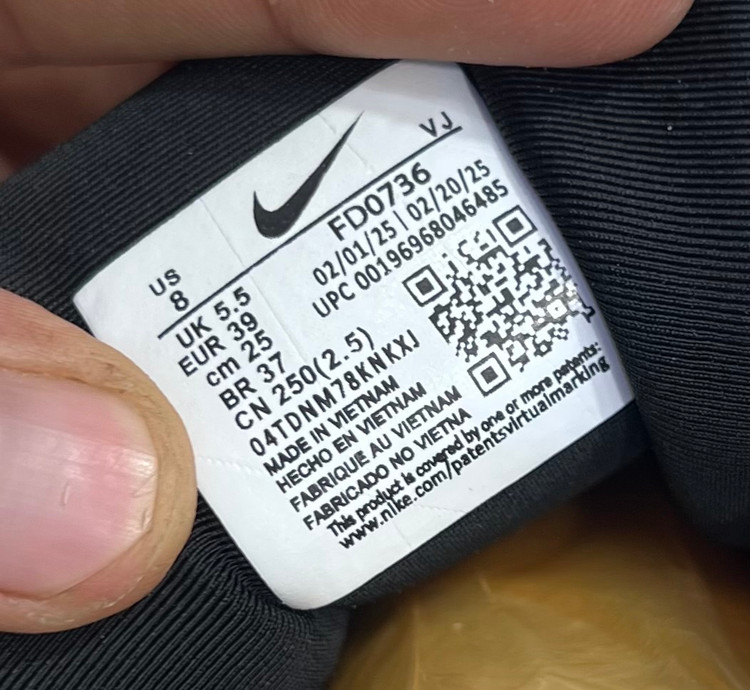 VJ
US
8
UK 5.5
EUR 39
cm 25
BR 37
CN 250(2.5)
FD0736
02/01/25 | 02/20/25
UPC 00196968046485
04TDNM78KNKXJ
MADE IN VIETNAM
HECHO EN VIETNAM
FABRIQUE AU VIETNAM
FABRICADO NO VIETNA
This product is covered by one or more patents:
www.nike.com/patentsvirtualmarking